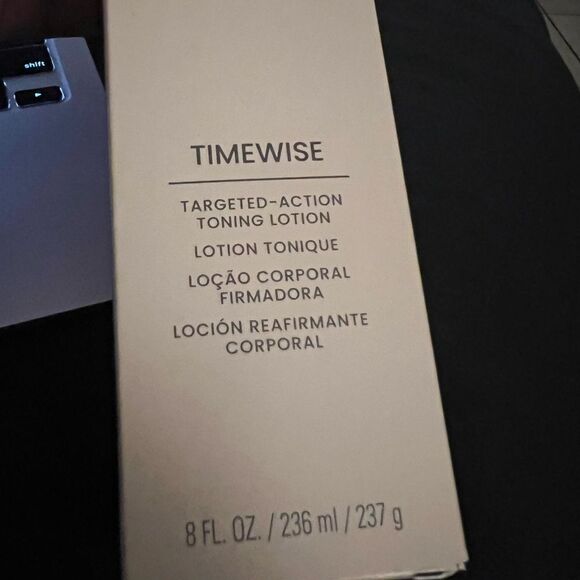 shift
TIMEWISE
TARGETED-ACTION
TONING LOTION
LOTION TONIQUE
LOÇÃO CORPORAL
FIRMADORA
LOCIÓN REAFIRMANTE
CORPORAL
8 FL. OZ. / 236 ml / 237 g